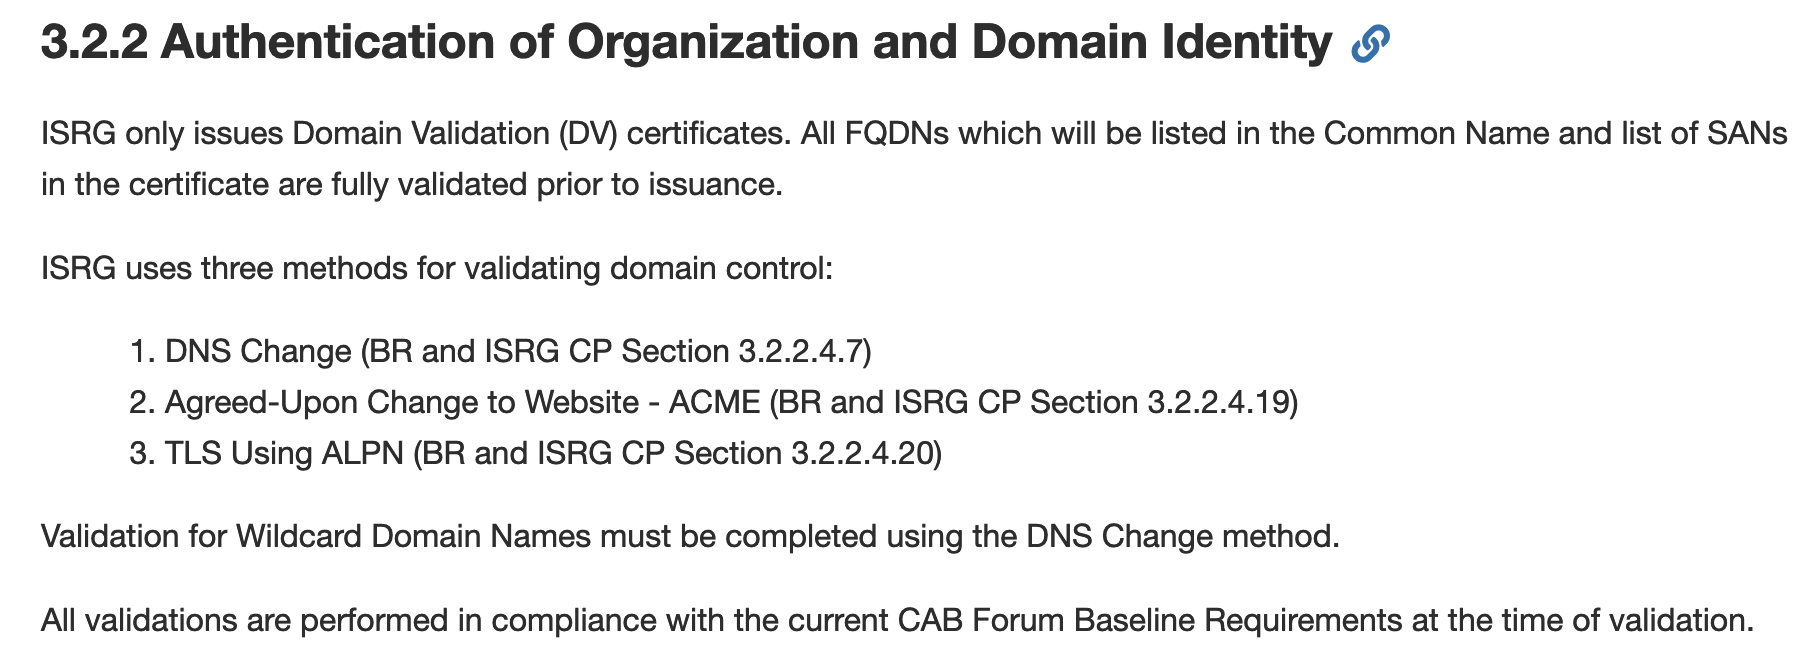 3.2.2 Authentication of Organization and Domain Identity
ISRG only issues Domain Validation (DV) certificates. All FQDNs which will be listed in the Common Name and list of SANs
in the certificate are fully validated prior to issuance.
ISRG uses three methods for validating domain control:
1. DNS Change (BR and ISRG CP Section 3.2.2.4.7)
2. Agreed-Upon Change to Website - ACME (BR and ISRG CP Section 3.2.2.4.19)
3. TLS Using ALPN (BR and ISRG CP Section 3.2.2.4.20)
Validation for Wildcard Domain Names must be completed using the DNS Change method.
All validations are performed in compliance with the current CAB Forum Baseline Requirements at the time of validation.